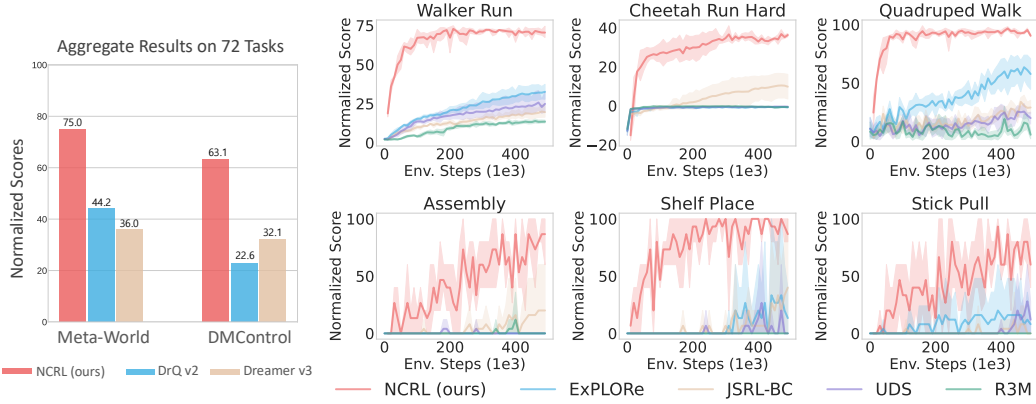 Aggregate Results on 72 Tasks
Normalized Scores
100
80
60
40
20
0
75.0
44.2
36.0
63.1
22.6
32.1
Meta-World
DMControl
NCRL (ours)
DrQ v2
Dreamer v3
Walker Run
Normalized Score
75
50
25
0
0
200
400
Env. Steps (1e3)
Cheetah Run Hard
Normalized Score
40
20
0
−20
0
200
400
Env. Steps (1e3)
Quadruped Walk
Normalized Score
100
50
0
0
200
400
Env. Steps (1e3)
Assembly
Normalized Score
100
50
0
0
200
400
Env. Steps (1e3)
Shelf Place
Normalized Score
100
50
0
0
200
400
Env. Steps (1e3)
Stick Pull
Normalized Score
100
50
0
0
200
400
Env. Steps (1e3)
NCRL (ours)
ExPLORe
JSRL-BC
UDS
R3M